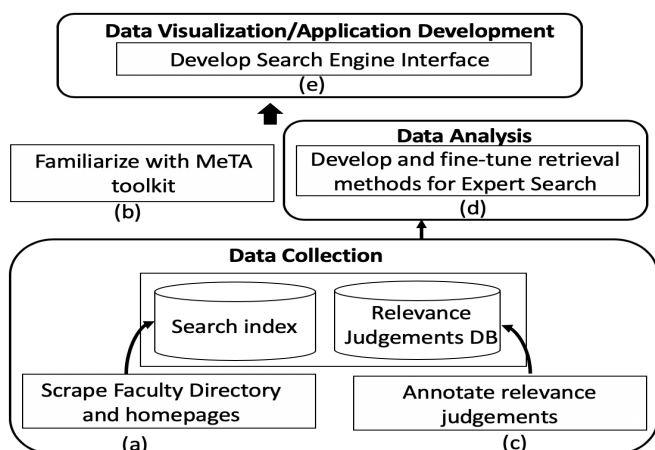 Data Visualization/Application Development
Develop Search Engine Interface
(e)
Data Analysis
Familiarize with MeTA
toolkit
(b)
Develop and fine-tune retrieval
methods for Expert Search
(d)
Data Collection
Search index
Relevance
Judgements DB
Scrape Faculty Directory
and homepages
(a)
Annotate relevance
judgements
(c)